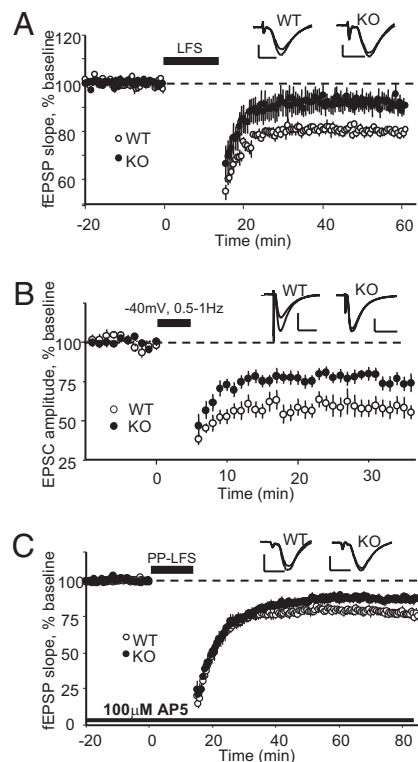 A
120
100
80
60
fEPSP slope, % baseline
LFS
WT
KO
WT
KO
-20
0
20
40
60
Time (min)
B
100
75
50
25
EPSC amplitude, % baseline
-40mV, 0.5-1Hz
WT
KO
WT
KO
0
10
20
30
Time (min)
C
100
75
50
25
0
fEPSP slope, % baseline
PP-LFS
WT
KO
WT
KO
100μM AP5
-20
0
20
40
60
80
Time (min)